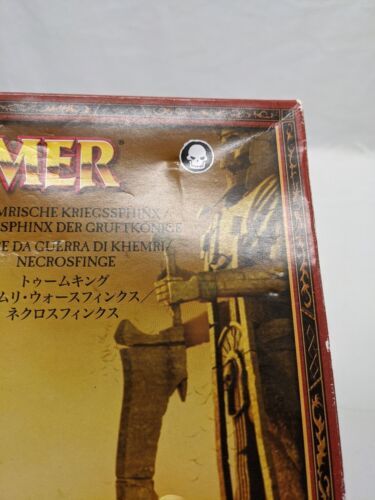 MER
MRISCHE KRIEGSSPHINX /
SPHINX DER GRUFTKÖNIGE
E DA GUERRA DI KHEMRI/
NECROSFINGE
トゥームキング
ムリ・ウォースフィンクス/
ネクロスフィンクス